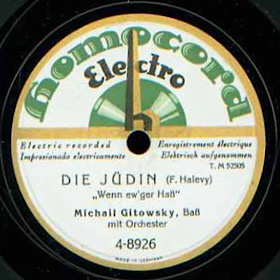 Homocord
Electro
Electric recorded
Impresionado electricamente
Enregistrement électrique
Elektrisch aufgenommen
T. M 52505
DIE JÜDIN (F. Halevy)
„Wenn ew'ger Haß"
Michail Gitowsky, Baß
mit Orchester
4-8926
MADE IN GERMANY